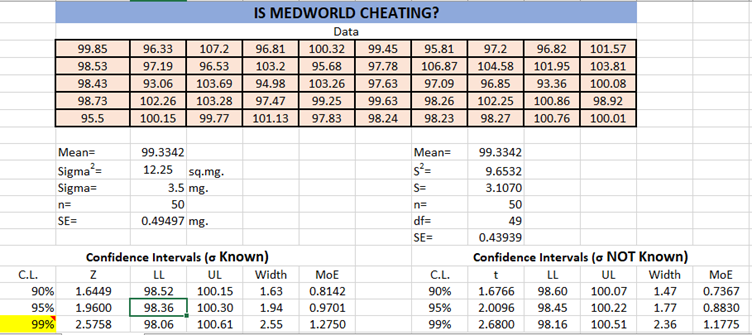 IS MEDWORLD CHEATING?
Data
99.85 96.33 107.2 96.81 100.32 99.45 95.81 97.2 96.82 101.57
98.53 97.19 96.53 103.2 95.68 97.78 106.87 104.58 101.95 103.81
98.43 93.06 103.69 94.98 103.26 97.63 97.09 96.85 93.36 100.08
98.73 102.26 103.28 97.47 99.25 99.63 98.26 102.25 100.86 98.92
95.5 100.15 99.77 101.13 97.83 98.24 98.23 98.27 100.76 100.01
Mean= 99.3342 Mean= 99.3342
Sigma²= 12.25 sq.mg. S²= 9.6532
Sigma= 3.5 mg. S= 3.1070
n= 50 n= 50
SE= 0.49497 mg. df= 49
SE= 0.43939
Confidence Intervals (σ Known) Confidence Intervals (σ NOT Known)
C.L. Z LL UL Width MoE C.L. t LL UL Width MoE
90% 1.6449 98.52 100.15 1.63 0.8142 90% 1.6766 98.60 100.07 1.47 0.7367
95% 1.9600 98.36 100.30 1.94 0.9701 95% 2.0096 98.45 100.22 1.77 0.8830
99% 2.5758 98.06 100.61 2.55 1.2750 99% 2.6800 98.16 100.51 2.36 1.1775